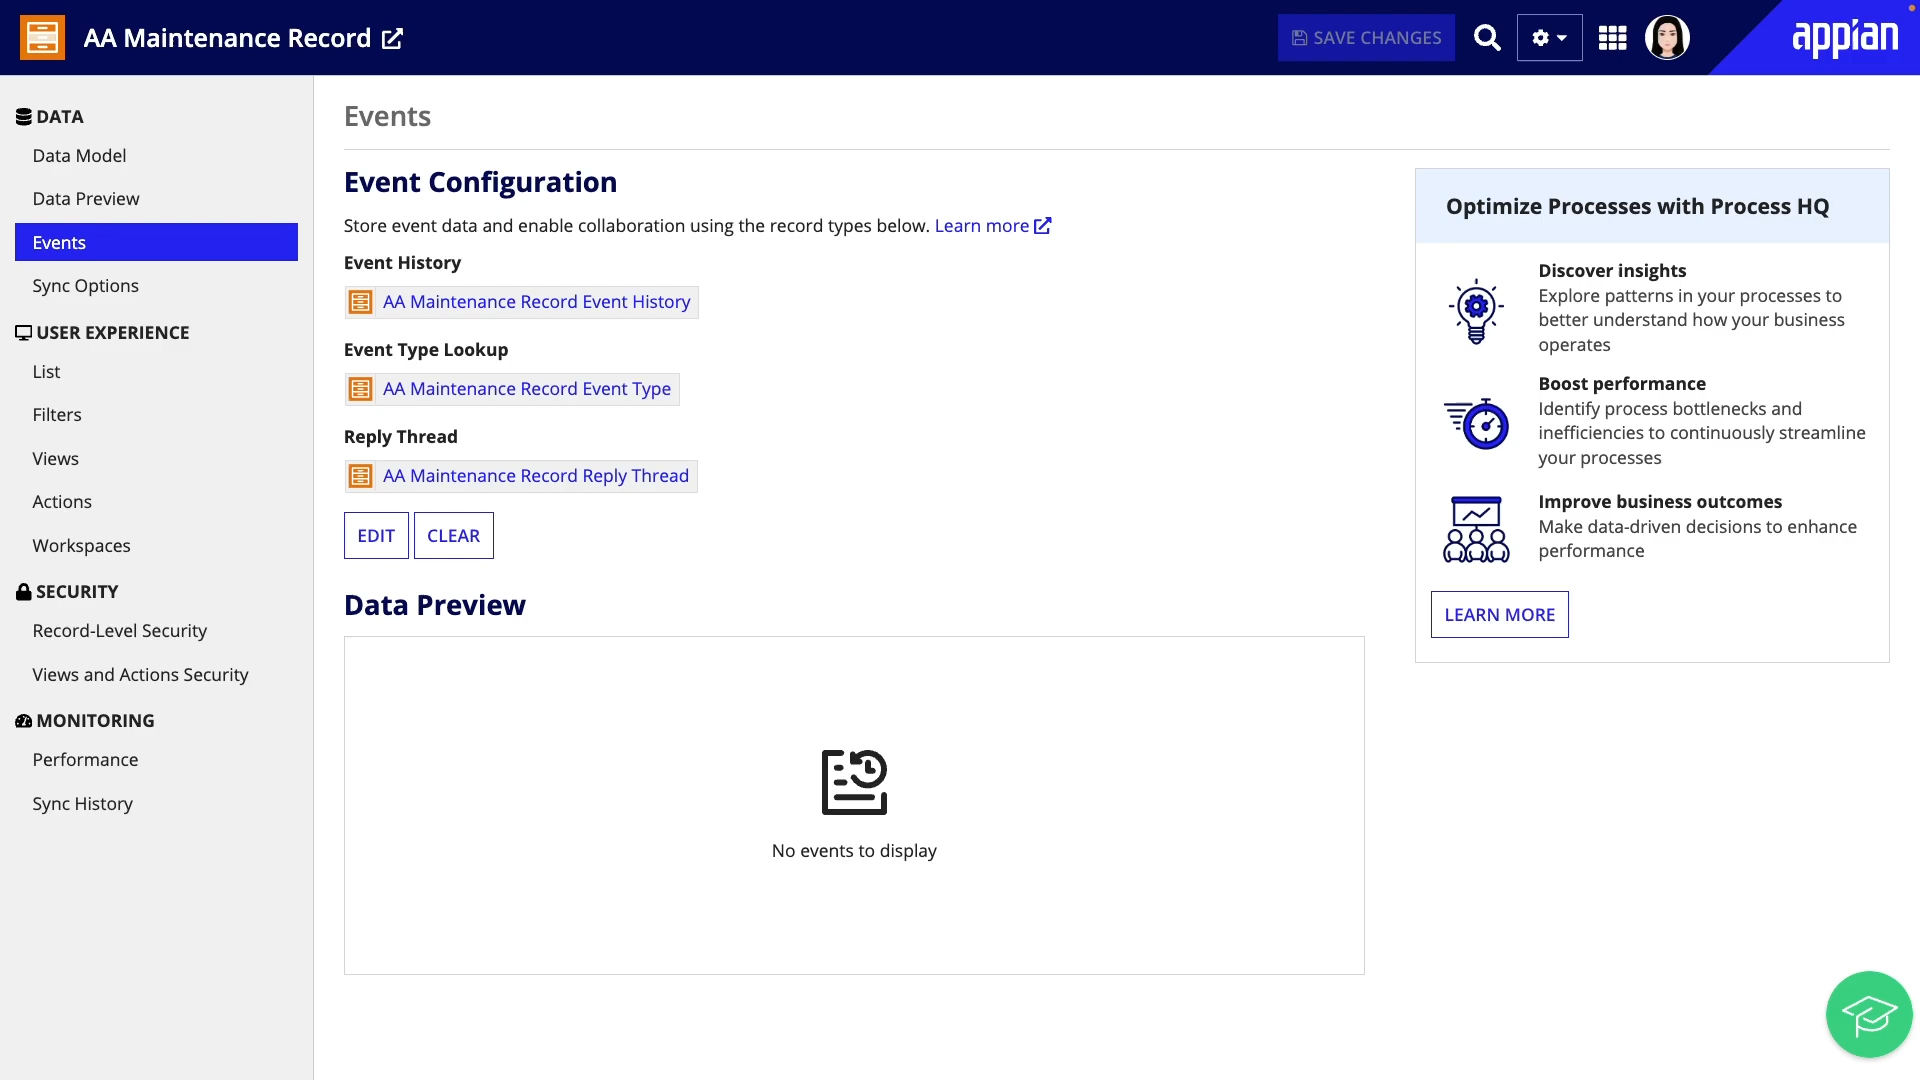 AA Maintenance Record
SAVE CHANGES
appian
DATA
Data Model
Data Preview
Events
Sync Options
USER EXPERIENCE
List
Filters
Views
Actions
Workspaces
SECURITY
Record-Level Security
Views and Actions Security
MONITORING
Performance
Sync History
Events
Event Configuration
Store event data and enable collaboration using the record types below. Learn more
Event History
AA Maintenance Record Event History
Event Type Lookup
AA Maintenance Record Event Type
Reply Thread
AA Maintenance Record Reply Thread
EDIT
CLEAR
Data Preview
No events to display
Optimize Processes with Process HQ
Discover insights
Explore patterns in your processes to
better understand how your business
operates
Boost performance
Identify process bottlenecks and
inefficiencies to continuously streamline
your processes
Improve business outcomes
Make data-driven decisions to enhance
performance
LEARN MORE